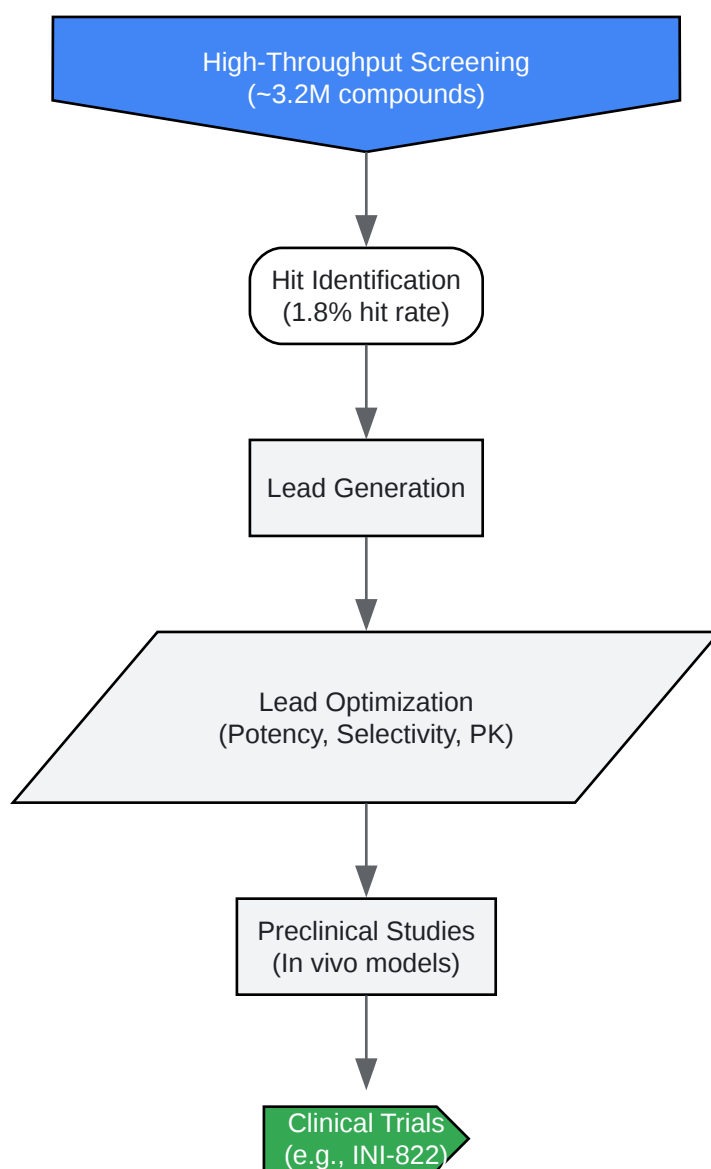 High-Throughput Screening
(~3.2M compounds)
Hit Identification
(1.8% hit rate)
Lead Generation
Lead Optimization
(Potency, Selectivity, PK)
Preclinical Studies
(In vivo models)
Clinical Trials
(e.g., INI-822)